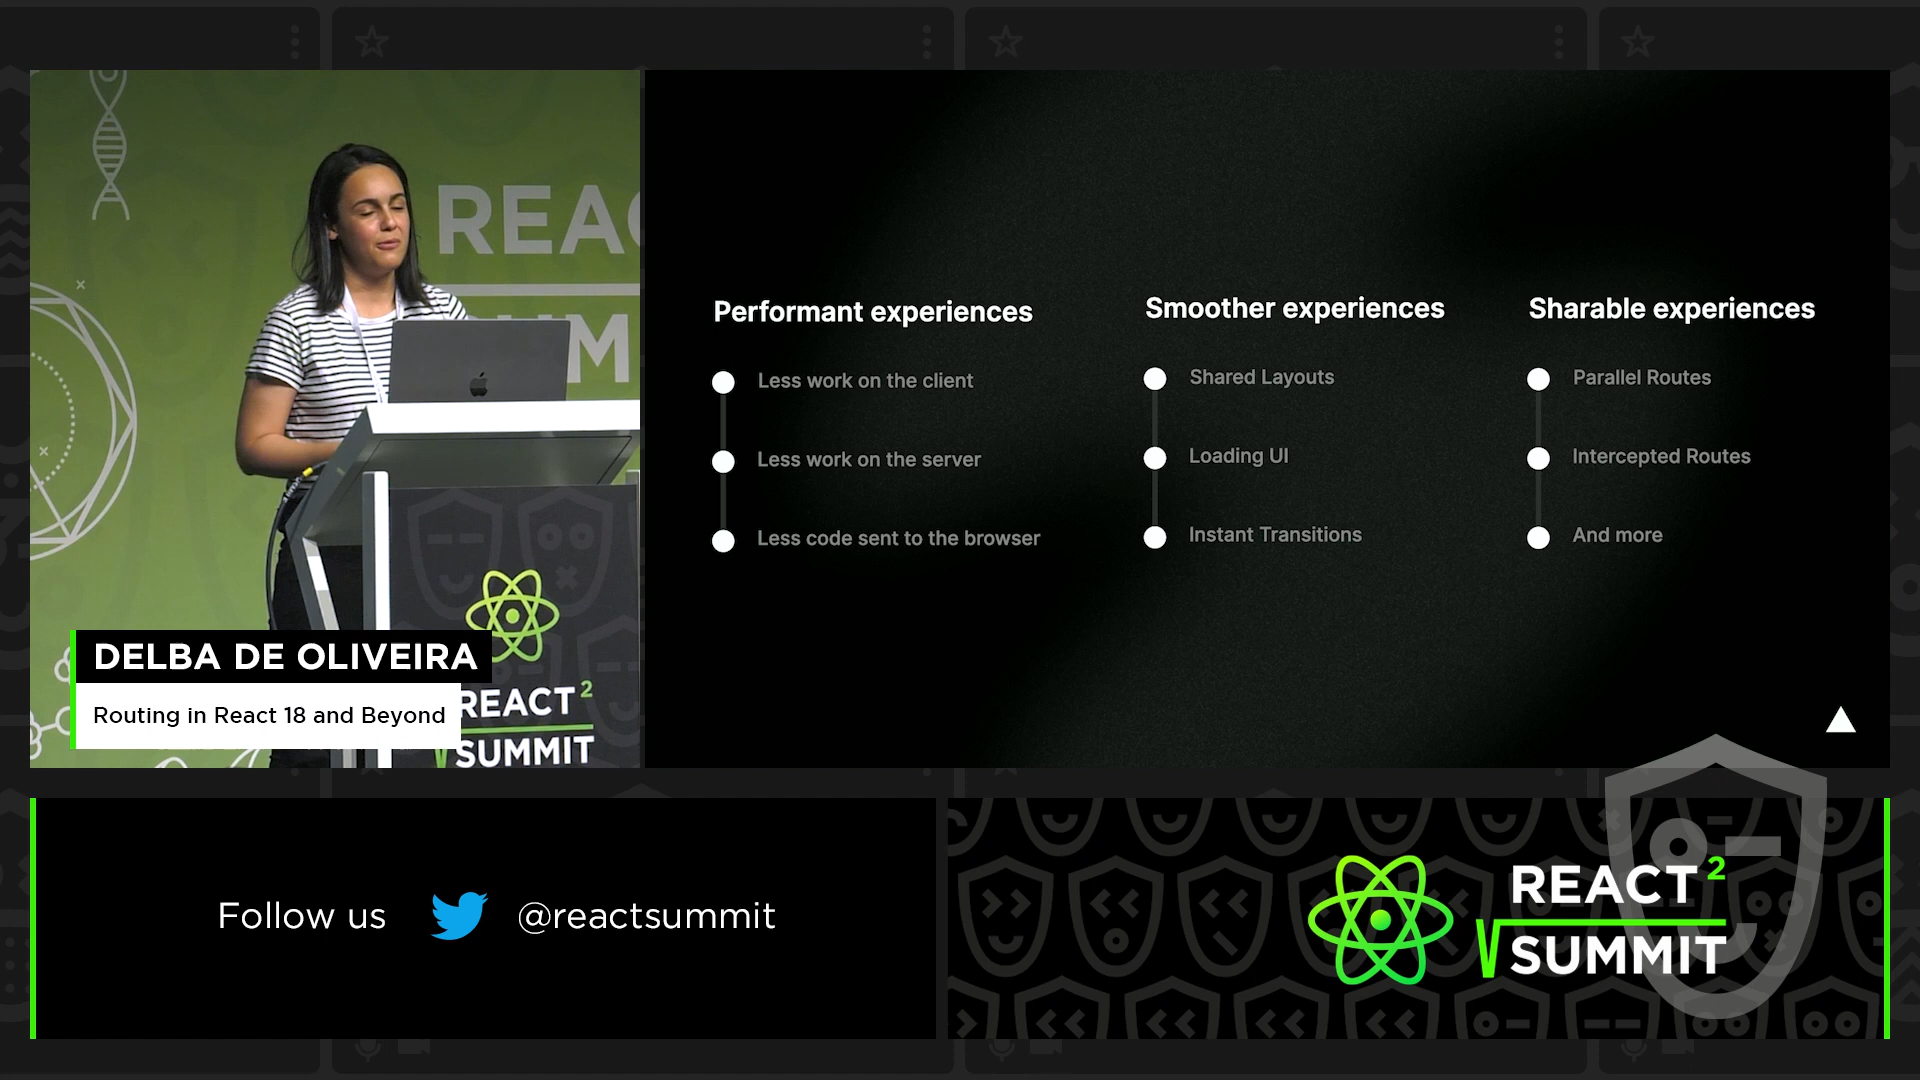 REAC
UM
REACT 2
SUMMIT
DELBA DE OLIVEIRA
Routing in React 18 and Beyond
Performant experiences
Less work on the client
Less work on the server
Less code sent to the browser
Smoother experiences
Shared Layouts
Loading UI
Instant Transitions
Sharable experiences
Parallel Routes
Intercepted Routes
And more
Follow us @reactsummit
REACT 2
SUMMIT